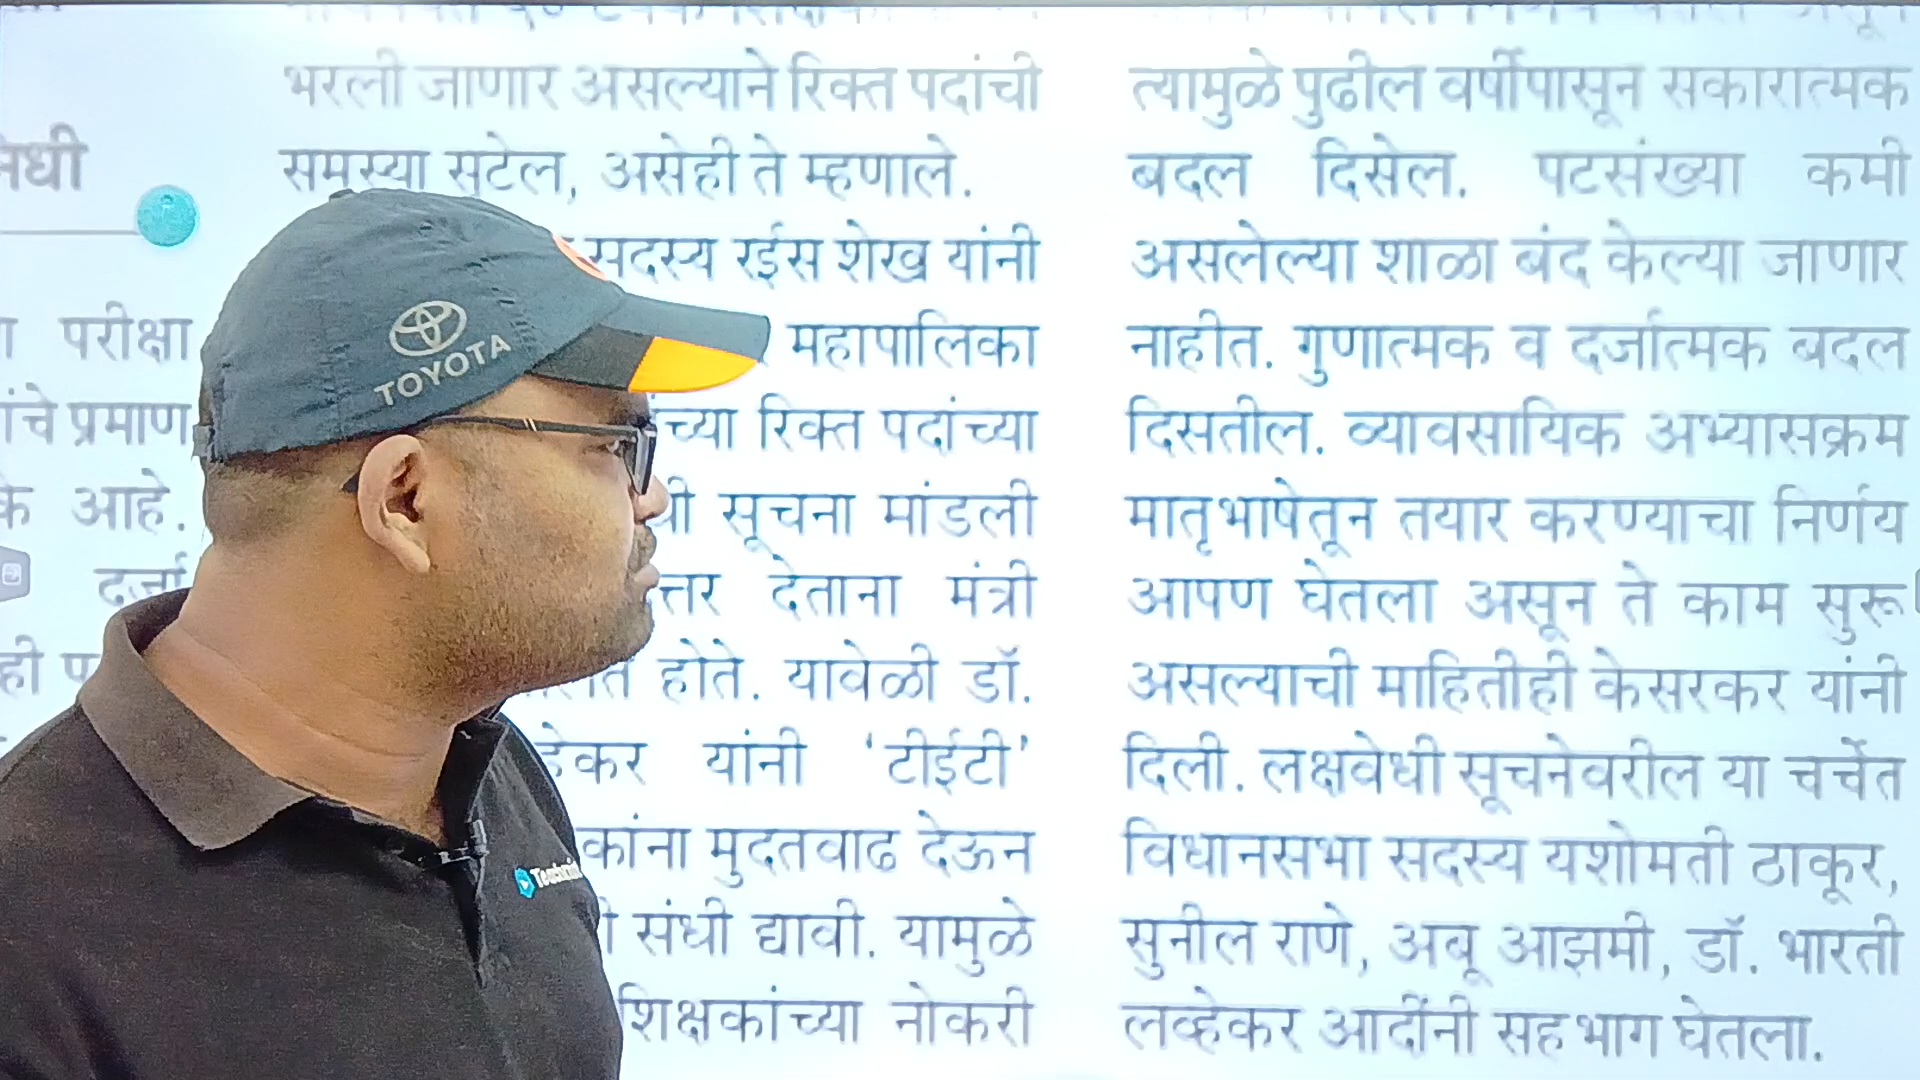 परीक्षा
प्रमाण
आहे.
भरली जाणार असल्याने रिक्त पदांची
समस्या सुटेल, असेही ते म्हणाले.
सदस्य रईस शेख यांनी
महापालिका
रिक्त पदांच्या
सूचना मांडली
देताना मंत्री
होते. यावेळी डॉ.
यांनी 'टीईटी'
मुदतवाढ देऊन
संधी द्यावी. यामुळे
शिक्षकांच्या नोकरी
त्यामुळे पुढील वर्षीपासून सकारात्मक
बदल दिसेल. पटसंख्या कमी
असलेल्या शाळा बंद केल्या जाणार
नाहीत. गुणात्मक व दर्जात्मक बदल
दिसतील. व्यावसायिक अभ्यासक्रम
मातृभाषेतून तयार करण्याचा निर्णय
आपण घेतला असून ते काम सुरू
असल्याची माहितीही केसरकर यांनी
दिली. लक्षवेधी सूचनेवरील या चर्चेत
विधानसभा सदस्य यशोमती ठाकूर,
सुनील राणे, अबू आझमी, डॉ. भारती
लव्हेकर आदींनी सहभाग घेतला.
TOYOTA